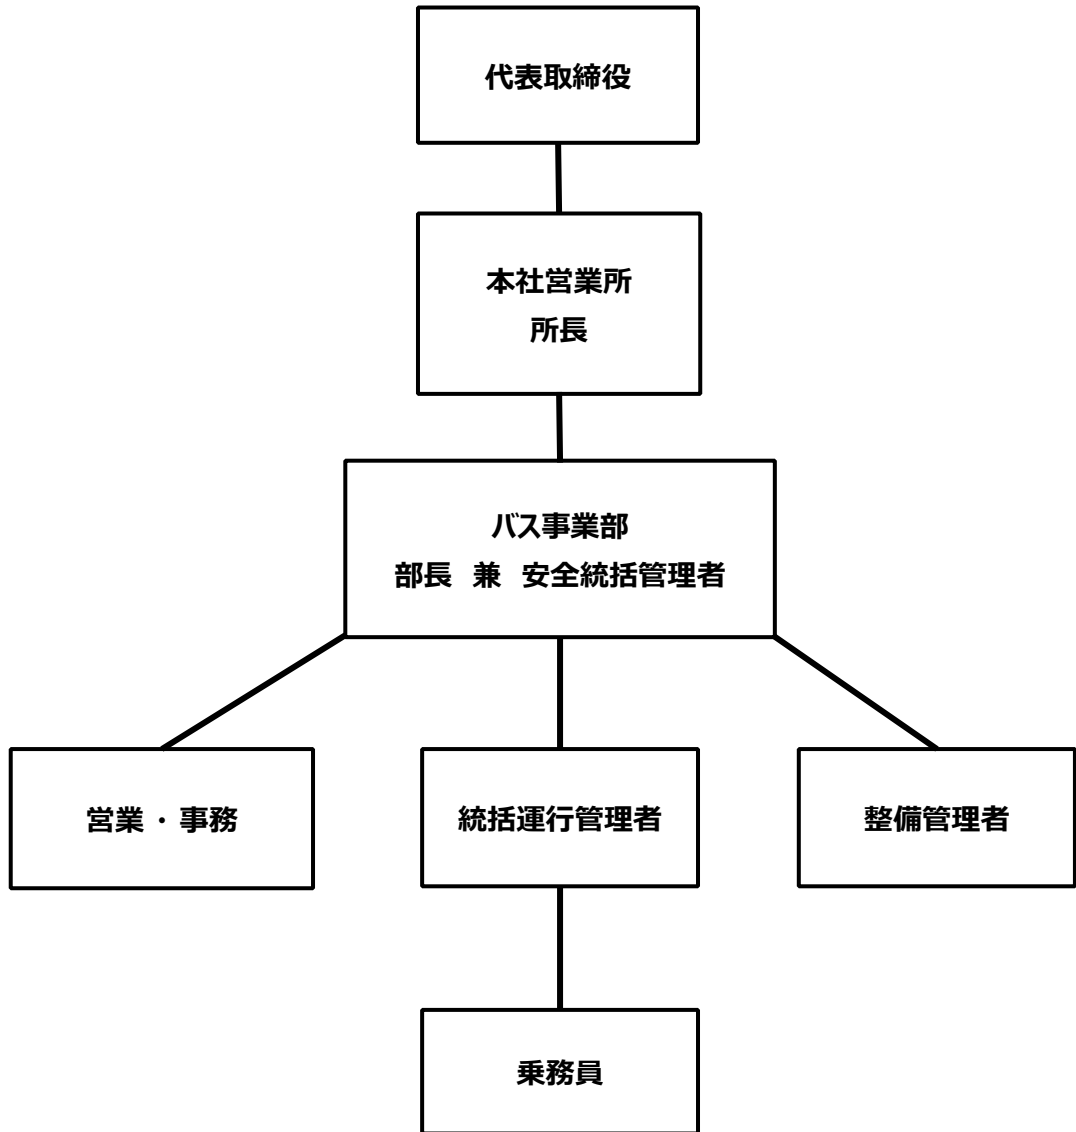 代表取締役
本社営業所
所長
バス事業部
部長 兼 安全統括管理者
営業・事務
統括運行管理者
整備管理者
乗務員